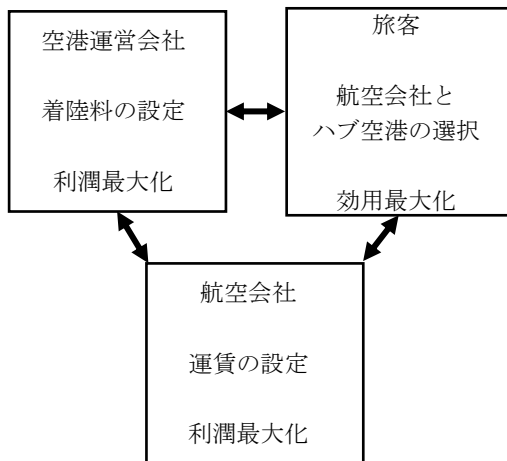 空港運営会社
着陸料の設定
利潤最大化
旅客
航空会社と
ハブ空港の選択
効用最大化
航空会社
運賃の設定
利潤最大化